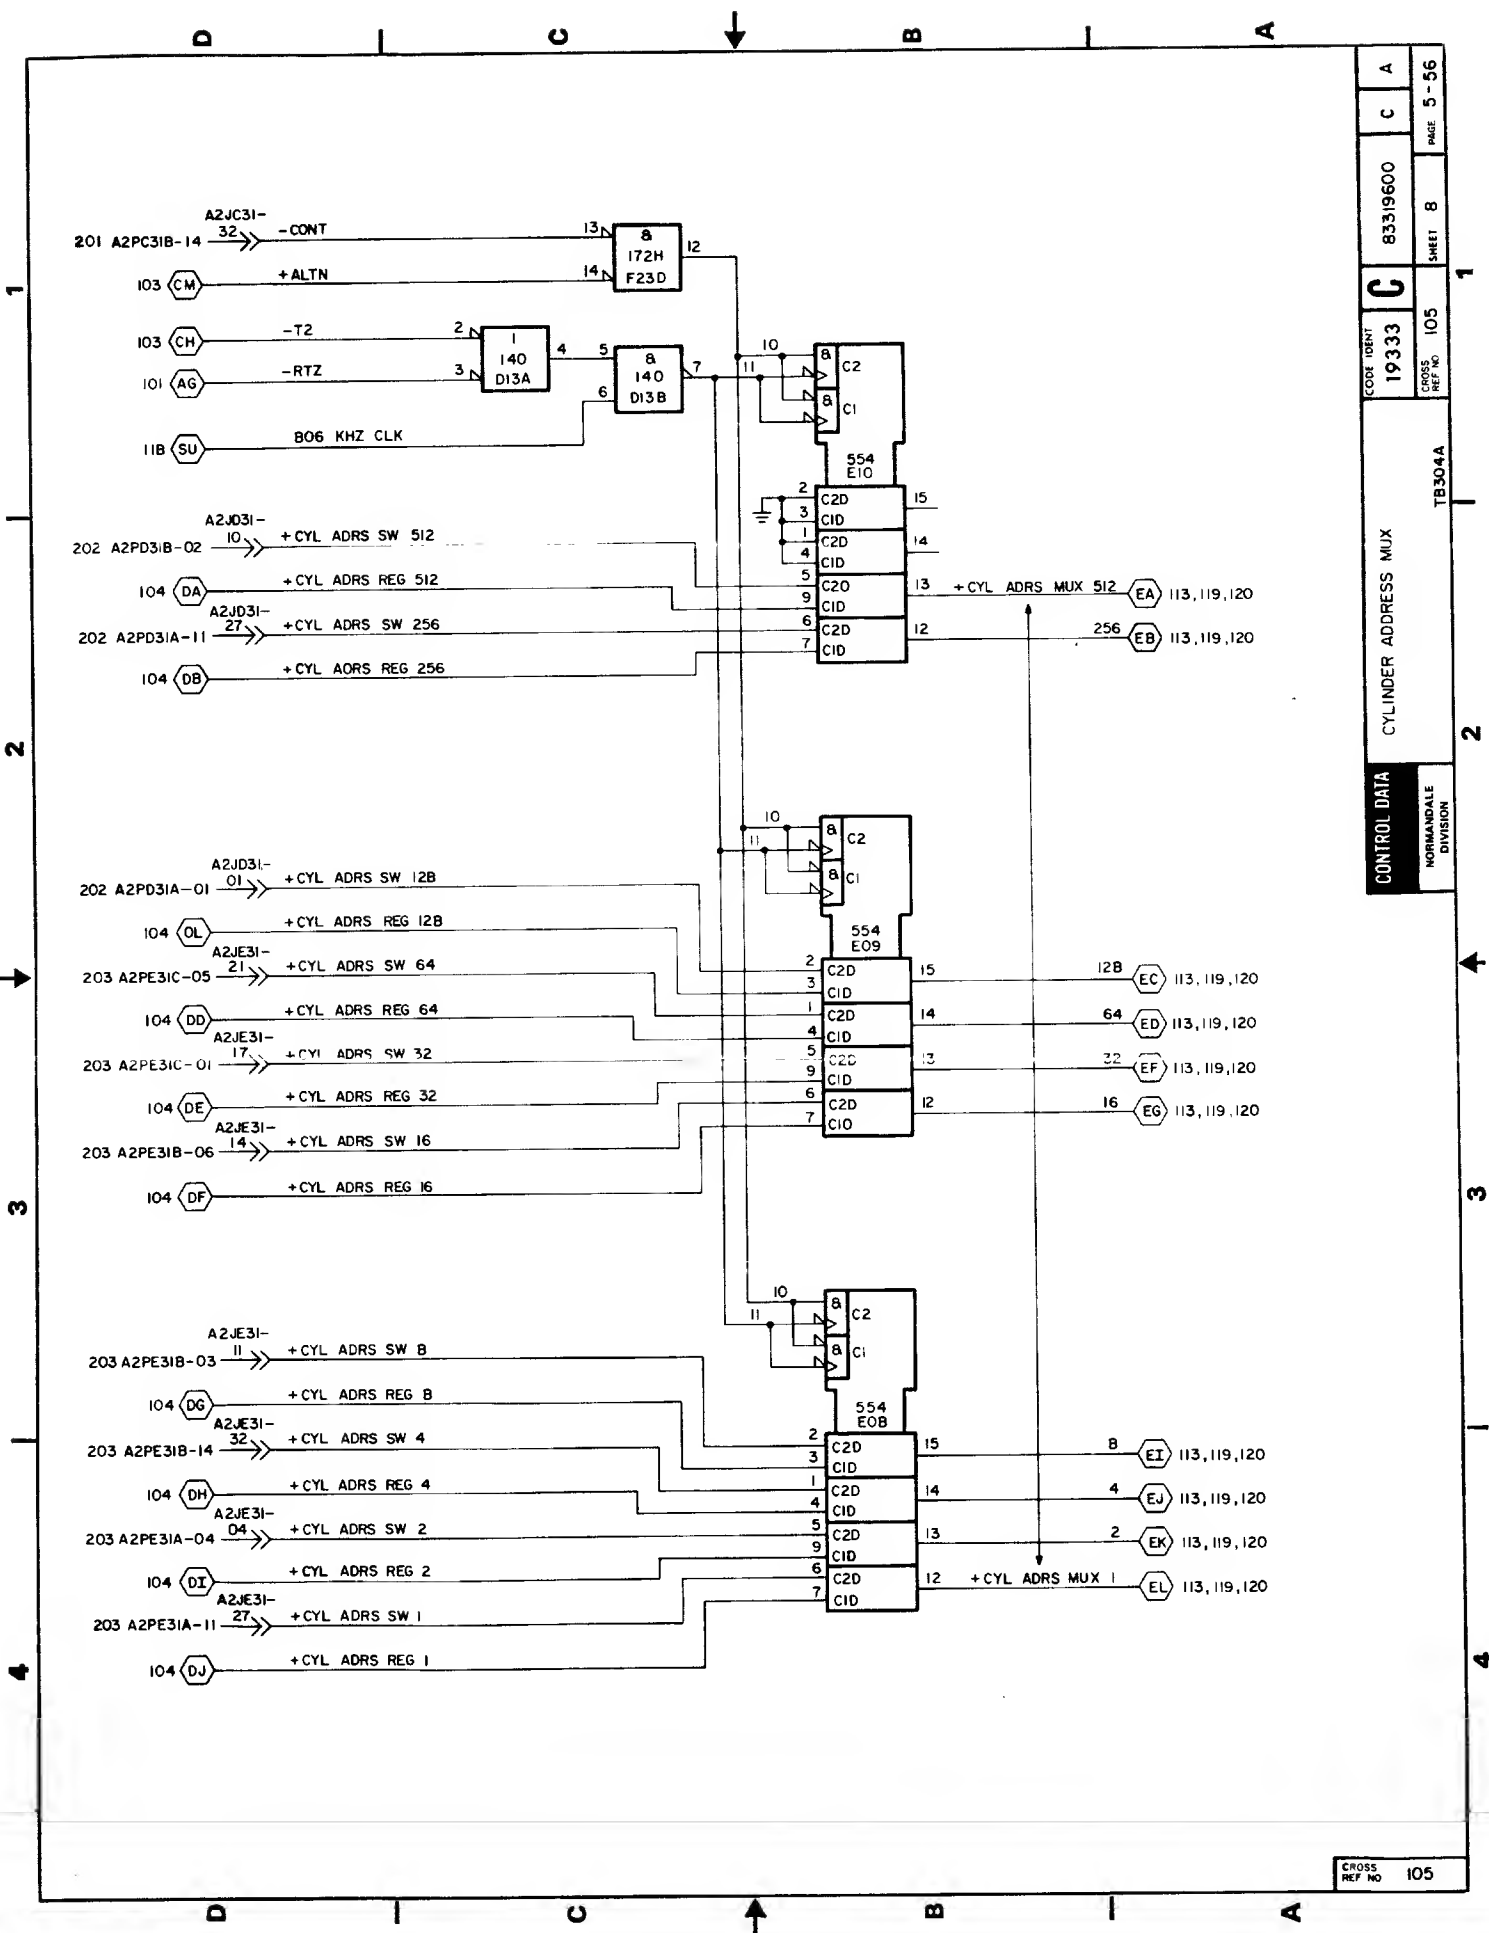 D C B A
A2JC31-
201 A2PC31B-14 32 -CONT 13
&
172H
F23D
12
103 CM +ALTN 14
103 CH -T2 2
1
140
D13A
4
101 AG -RTZ 3
5
&
140
D13B
7
6
11B SU 806 KHZ CLK
10
11
& C2
& C1
554
E10
A2JD31-
202 A2PD31B-02 10 +CYL ADRS SW 512
104 DA +CYL ADRS REG 512
A2JD31-
202 A2PD31A-11 27 +CYL ADRS SW 256
104 DB +CYL ADRS REG 256
2 C2D 15
3 C1D
1 C2D 14
4 C1D
5 C2D 13 +CYL ADRS MUX 512 EA 113,119,120
9 C1D
6 C2D 12 256 EB 113,119,120
7 C1D
10
11
& C2
& C1
554
E09
A2JD31-
202 A2PD31A-01 01 +CYL ADRS SW 128
104 OL +CYL ADRS REG 128
A2JE31-
203 A2PE31C-05 21 +CYL ADRS SW 64
104 DD +CYL ADRS REG 64
A2JE31-
203 A2PE31C-01 17 +CYL ADRS SW 32
104 DE +CYL ADRS REG 32
A2JE31-
203 A2PE31B-06 14 +CYL ADRS SW 16
104 DF +CYL ADRS REG 16
2 C2D 15 128 EC 113,119,120
3 C1D
1 C2D 14 64 ED 113,119,120
4 C1D
5 C2D 13 32 EF 113,119,120
9 C1D
6 C2D 12 16 EG 113,119,120
7 C1D
10
11
& C2
& C1
554
E08
A2JE31-
203 A2PE31B-03 11 +CYL ADRS SW 8
104 DG +CYL ADRS REG 8
A2JE31-
203 A2PE31B-14 32 +CYL ADRS SW 4
104 DH +CYL ADRS REG 4
A2JE31-
203 A2PE31A-04 04 +CYL ADRS SW 2
104 DI +CYL ADRS REG 2
A2JE31-
203 A2PE31A-11 27 +CYL ADRS SW 1
104 DJ +CYL ADRS REG 1
2 C2D 15 8 EI 113,119,120
3 C1D
1 C2D 14 4 EJ 113,119,120
4 C1D
5 C2D 13 2 EK 113,119,120
9 C1D
6 C2D 12 +CYL ADRS MUX 1 EL 113,119,120
7 C1D
1 2 3 4
1 2 3 4
CONTROL DATA
NORMANDALE
DIVISION
CYLINDER ADDRESS MUX
TB304A
CODE IDENT
19333
C
83319600
C
A
CROSS
REF NO
105
SHEET 8
PAGE 5-56
CROSS
REF NO 105
D C B A